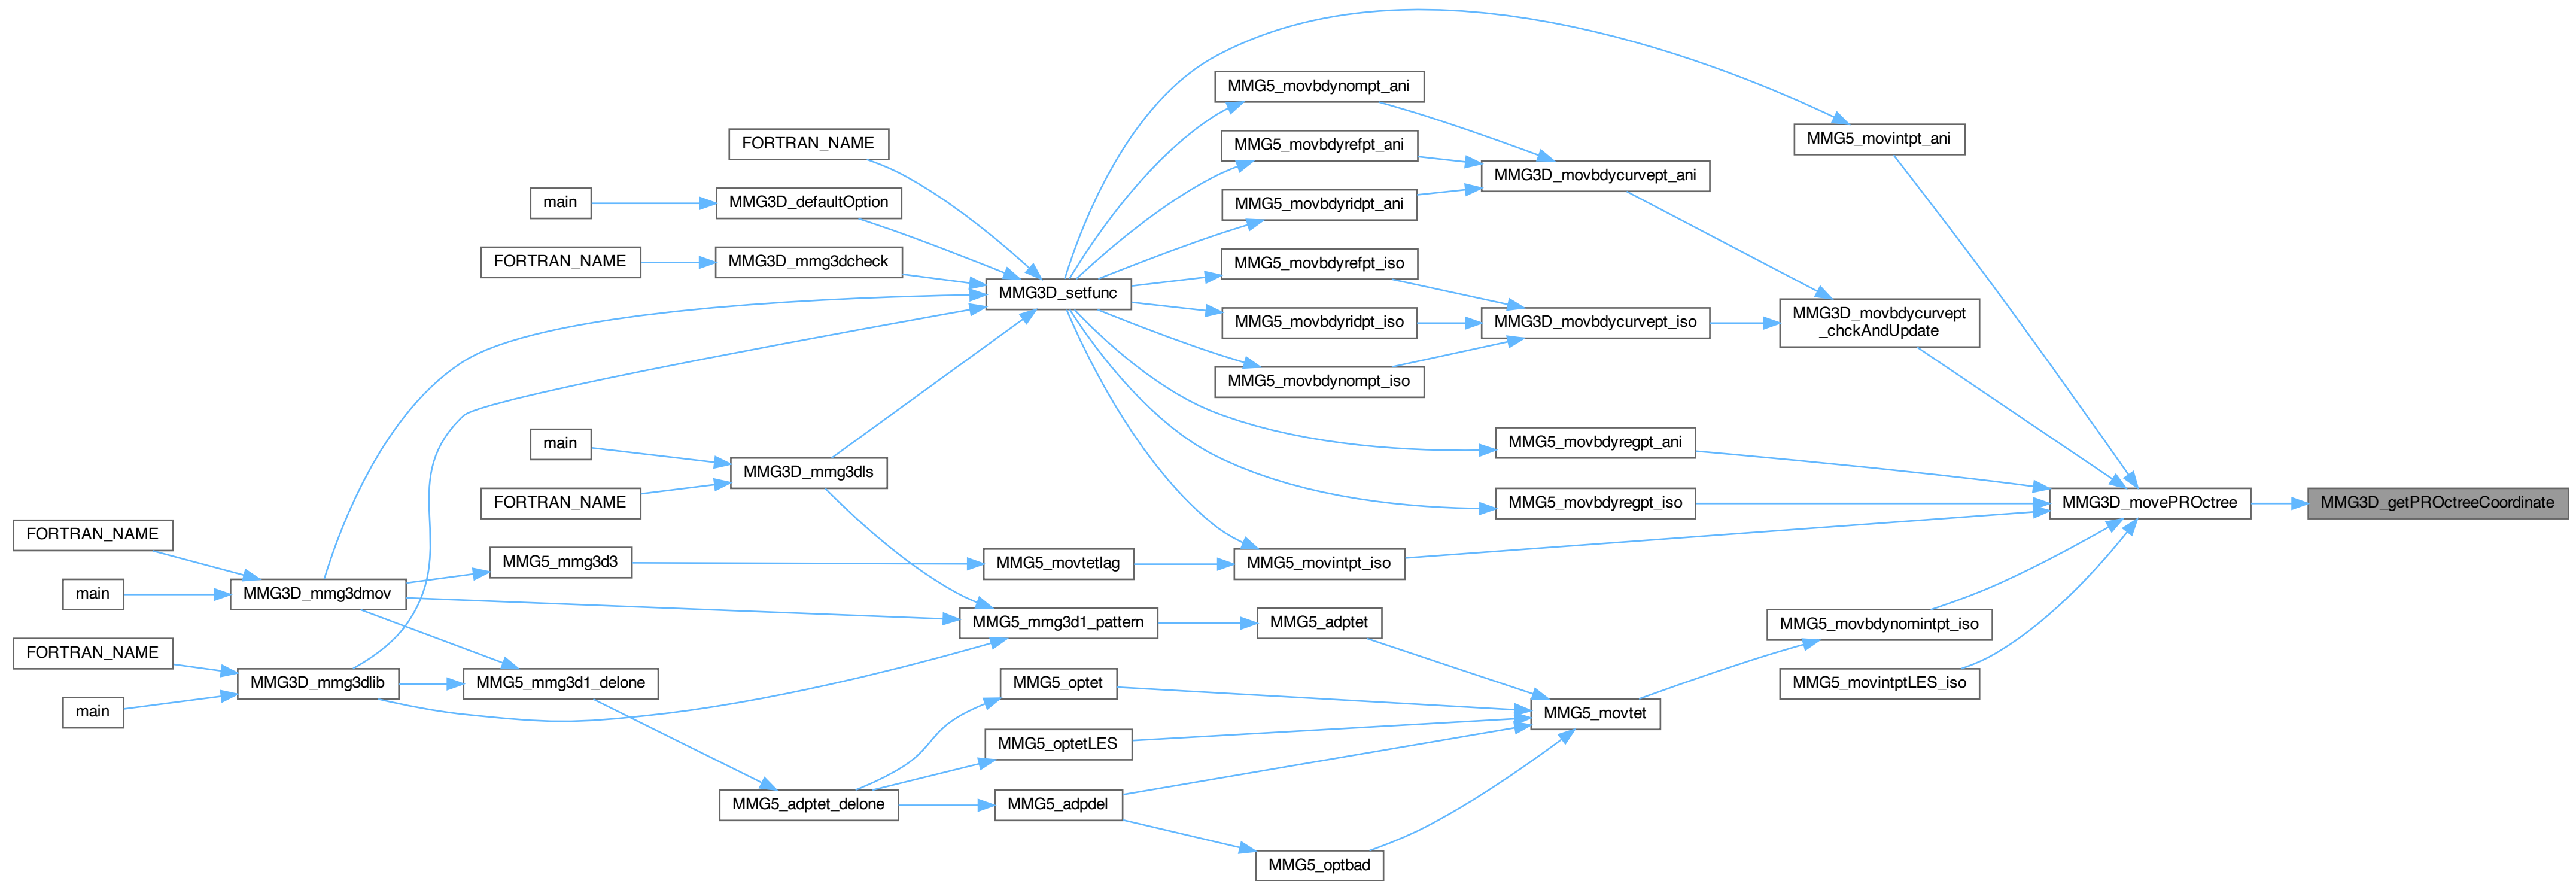 MMG5_movbdynompt_ani
FORTRAN_NAME
MMG5_movbdyrefpt_ani
MMG5_movintpt_ani
MMG3D_movbdycurvept_ani
main
MMG3D_defaultOption
MMG5_movbdyridpt_ani
FORTRAN_NAME
MMG3D_mmg3dcheck
MMG5_movbdyrefpt_iso
MMG3D_setfunc
MMG5_movbdyridpt_iso
MMG3D_movbdycurvept_iso
MMG3D_movbdycurvept
_chckAndUpdate
MMG5_movbdynompt_iso
main
MMG5_movbdyregpt_ani
MMG3D_mmg3dls
FORTRAN_NAME
MMG5_movbdyregpt_iso
MMG3D_movePROctree
MMG3D_getPROctreeCoordinate
FORTRAN_NAME
MMG5_mmg3d3
MMG5_movtetlag
MMG5_movintpt_iso
main
MMG3D_mmg3dmov
MMG5_mmg3d1_pattern
MMG5_adptet
MMG5_movbdynomintpt_iso
FORTRAN_NAME
MMG3D_mmg3dlib
MMG5_mmg3d1_delone
MMG5_optet
MMG5_movintptLES_iso
main
MMG5_movtet
MMG5_optetLES
MMG5_adptet_delone
MMG5_adpdel
MMG5_optbad